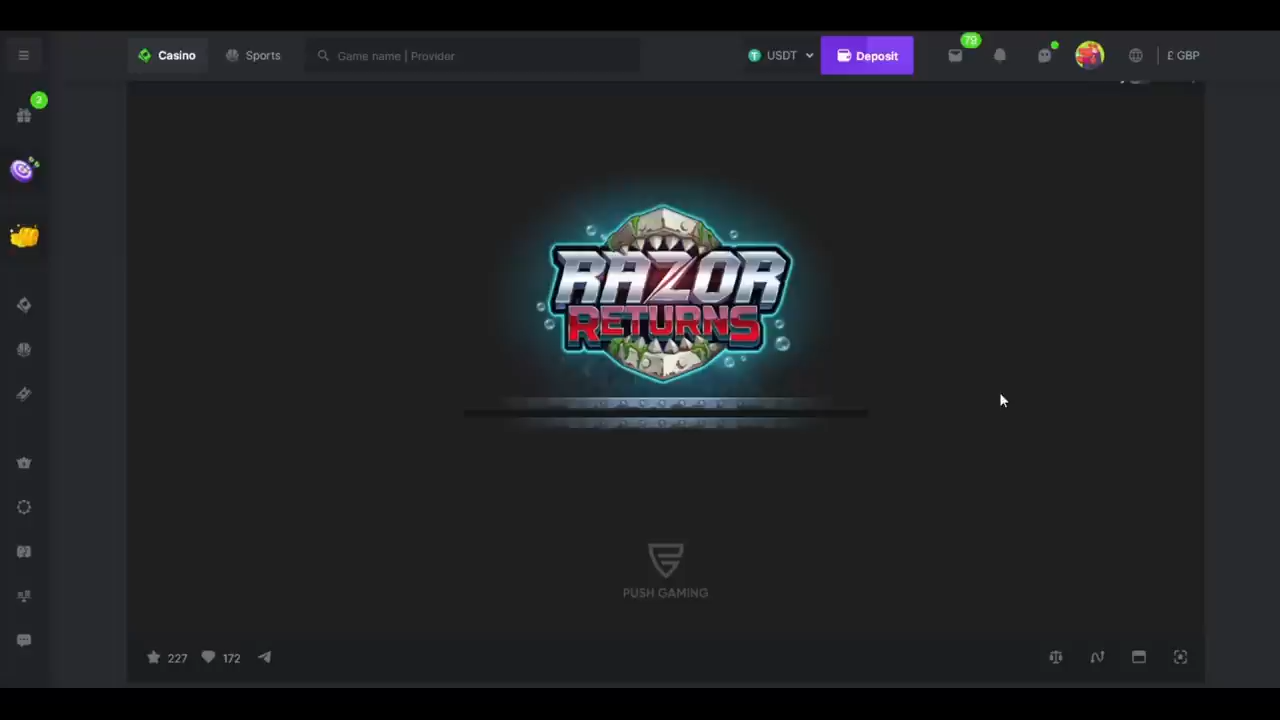 Casino
Sports
Game name | Provider
USDT
Deposit
79
£ GBP
2
RAZOR
RETURNS
PUSH GAMING
227
172